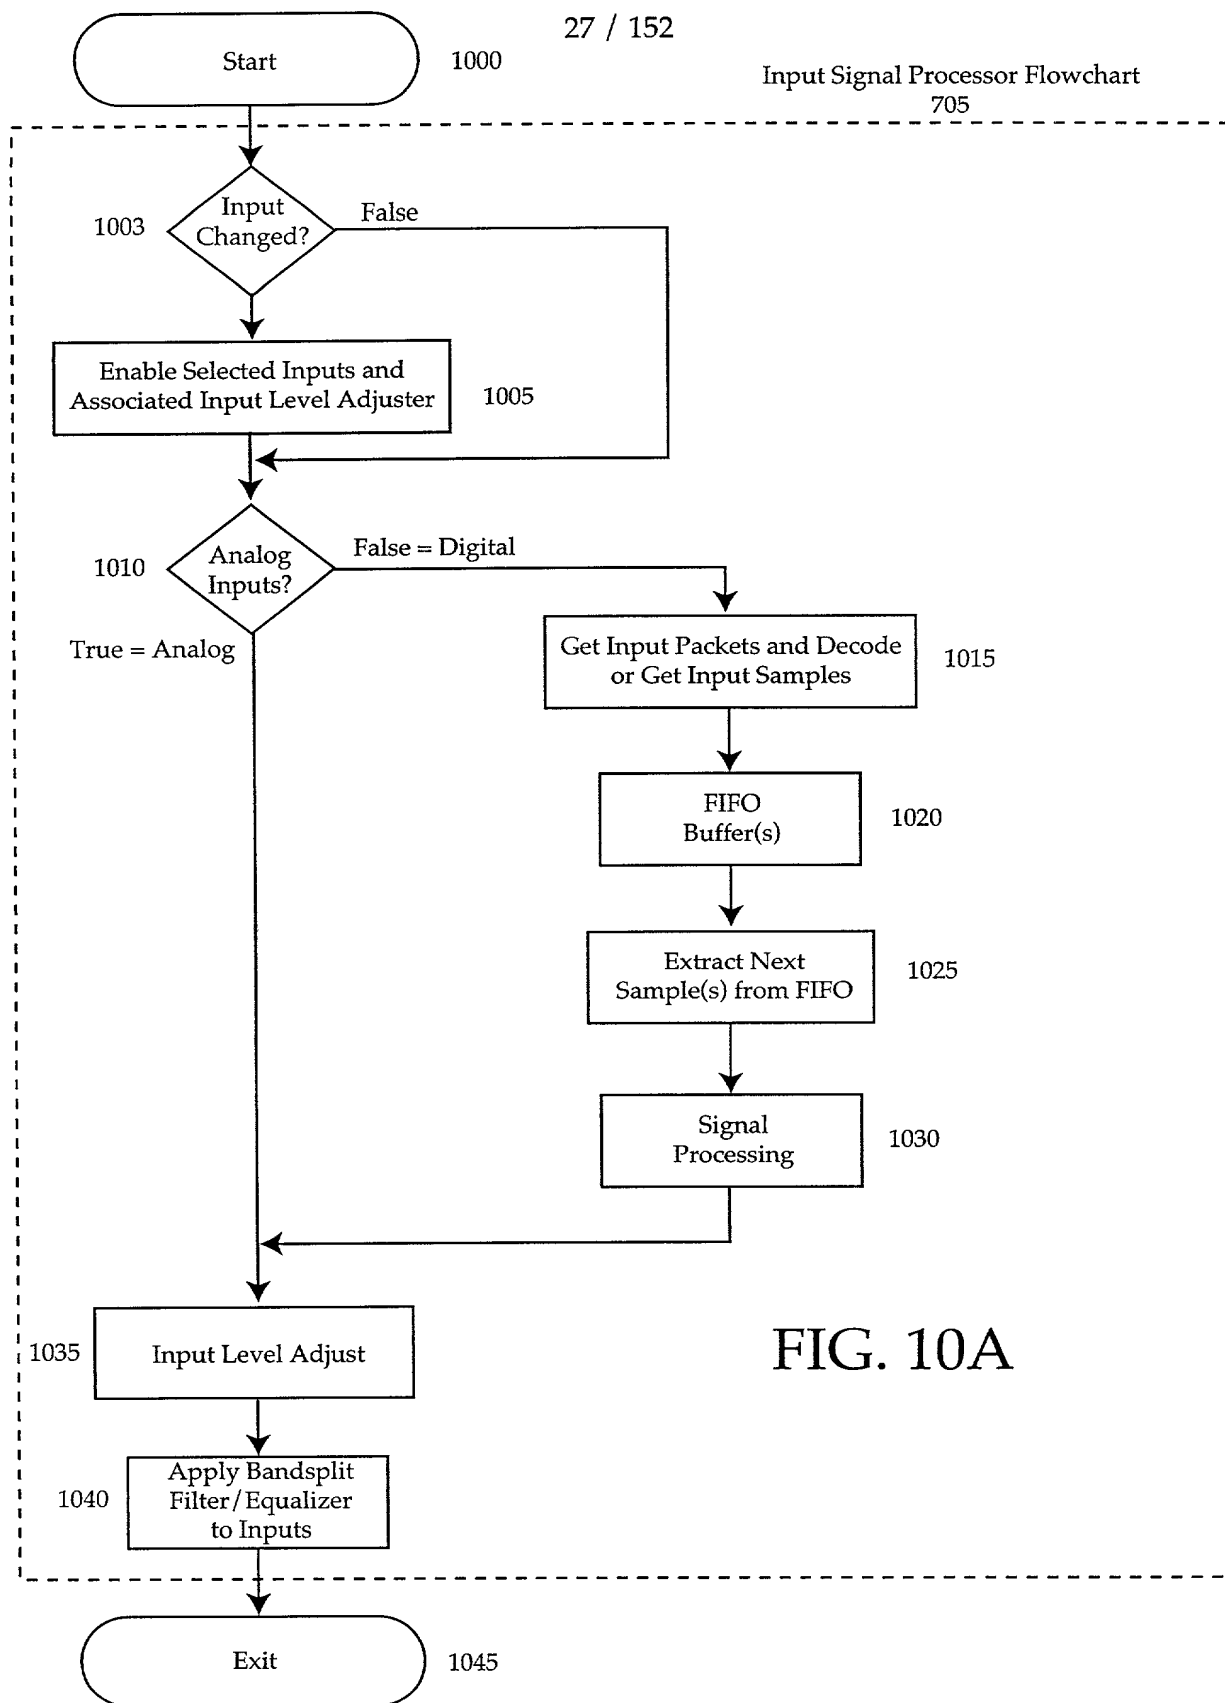 27 / 152
Start
1000
Input Signal Processor Flowchart
705
1003
Input
Changed?
False
Enable Selected Inputs and
Associated Input Level Adjuster
1005
1010
Analog
Inputs?
False = Digital
True = Analog
Get Input Packets and Decode
or Get Input Samples
1015
FIFO
Buffer(s)
1020
Extract Next
Sample(s) from FIFO
1025
Signal
Processing
1030
1035
Input Level Adjust
FIG. 10A
1040
Apply Bandsplit
Filter/Equalizer
to Inputs
Exit
1045